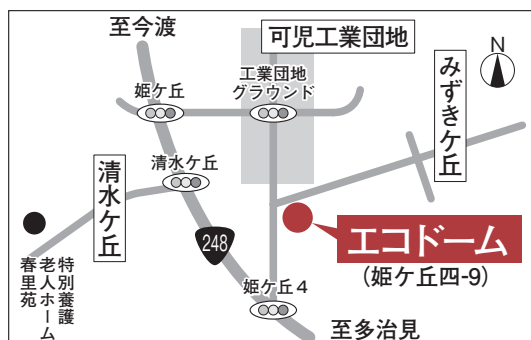 至今渡
可児工業団地
N
工業団地
グラウンド
姫ケ丘
みずきケ丘
清水ケ丘
清水ケ丘
248
エコドーム
(姫ケ丘四-9)
特別養護
老人ホーム
春里苑
姫ケ丘4
至多治見